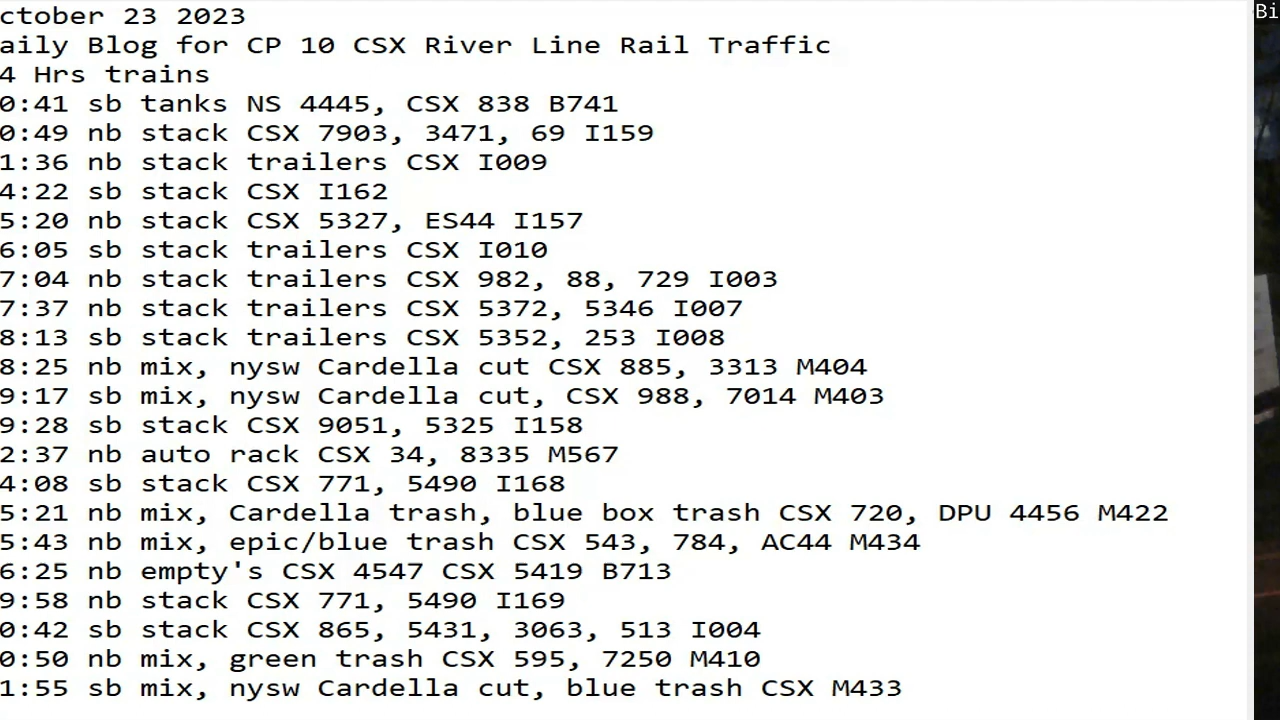 ctober 23 2023
aily Blog for CP 10 CSX River Line Rail Traffic
4 Hrs trains
0:41 sb tanks NS 4445, CSX 838 B741
0:49 nb stack CSX 7903, 3471, 69 I159
1:36 nb stack trailers CSX I009
4:22 sb stack CSX I162
5:20 nb stack CSX 5327, ES44 I157
6:05 sb stack trailers CSX I010
7:04 nb stack trailers CSX 982, 88, 729 I003
7:37 nb stack trailers CSX 5372, 5346 I007
8:13 sb stack trailers CSX 5352, 253 I008
8:25 nb mix, nysw Cardella cut CSX 885, 3313 M404
9:17 sb mix, nysw Cardella cut, CSX 988, 7014 M403
9:28 sb stack CSX 9051, 5325 I158
2:37 nb auto rack CSX 34, 8335 M567
4:08 sb stack CSX 771, 5490 I168
5:21 nb mix, Cardella trash, blue box trash CSX 720, DPU 4456 M422
5:43 nb mix, epic/blue trash CSX 543, 784, AC44 M434
6:25 nb empty's CSX 4547 CSX 5419 B713
9:58 nb stack CSX 771, 5490 I169
0:42 sb stack CSX 865, 5431, 3063, 513 I004
0:50 nb mix, green trash CSX 595, 7250 M410
1:55 sb mix, nysw Cardella cut, blue trash CSX M433
Bi